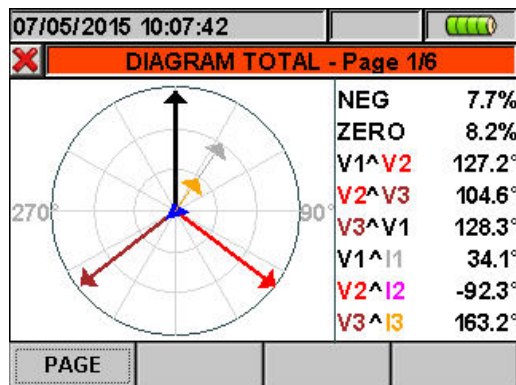 07/05/2015 10:07:42
DIAGRAM TOTAL - Page 1/6
270°
90°
NEG 7.7%
ZERO 8.2%
V1^V2 127.2°
V2^V3 104.6°
V3^V1 128.3°
V1^I1 34.1°
V2^I2 -92.3°
V3^I3 163.2°
PAGE